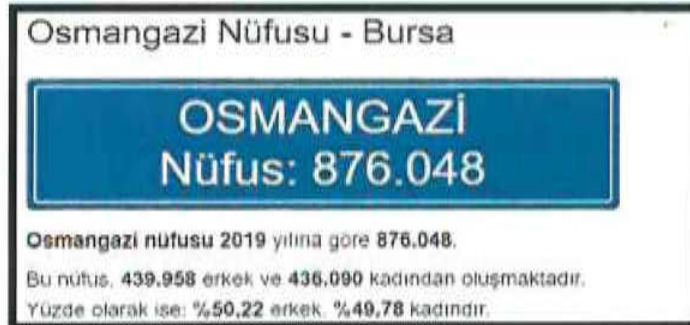 Osmangazi Nüfusu - Bursa
OSMANGAZİ
Nüfus: 876.048
Osmangazi nüfusu 2019 yılına göre 876.048.
Bu nüfus, 439.958 erkek ve 436.090 kadından oluşmaktadır.
Yüzde olarak ise: %50,22 erkek, %49,78 kadındır.